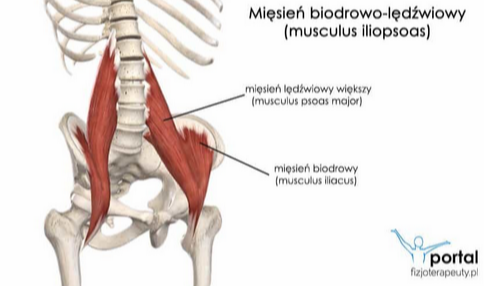 Mięsień biodrowo-lędźwiowy
(musculus iliopsoas)
mięsień lędźwiowy większy
(musculus psoas major)
mięsień biodrowy
(musculus iliacus)
portal
fizjoterapeuty.pl